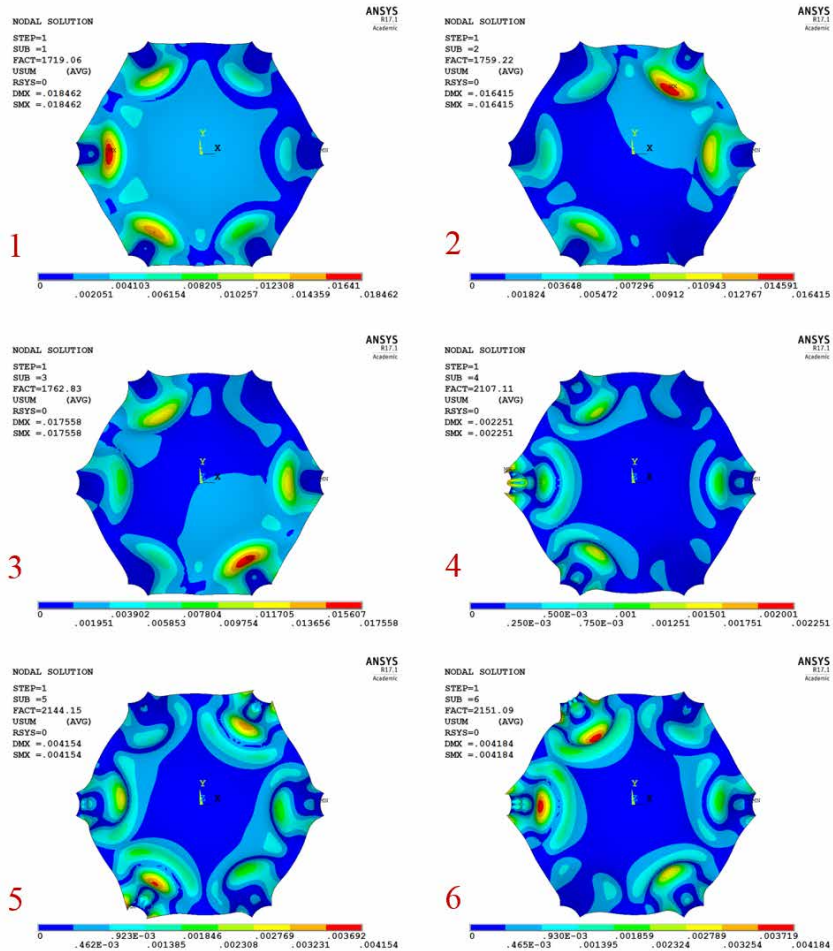 NODAL SOLUTION
STEP=1
SUB =1
FACT=1719.06
USUM (AVG)
RSYS=0
DMX =.018462
SMX =.018462
ANSYS
R17.1
Academic
Y
X
MX
MN
1
0 .004103 .008205 .012308 .01641
.002051 .006154 .010257 .014359 .018462
NODAL SOLUTION
STEP=1
SUB =2
FACT=1759.22
USUM (AVG)
RSYS=0
DMX =.016415
SMX =.016415
ANSYS
R17.1
Academic
Y
X
MX
MN
2
0 .003648 .007296 .010943 .014591
.001824 .005472 .00912 .012767 .016415
NODAL SOLUTION
STEP=1
SUB =3
FACT=1762.83
USUM (AVG)
RSYS=0
DMX =.017558
SMX =.017558
ANSYS
R17.1
Academic
Y
X
MN
3
0 .003902 .007804 .011705 .015607
.001951 .005853 .009754 .013656 .017558
NODAL SOLUTION
STEP=1
SUB =4
FACT=2107.11
USUM (AVG)
RSYS=0
DMX =.002251
SMX =.002251
ANSYS
R17.1
Academic
Y
X
MN
4
0 .500E-03 .001 .001501 .002001
.250E-03 .750E-03 .001251 .001751 .002251
NODAL SOLUTION
STEP=1
SUB =5
FACT=2144.15
USUM (AVG)
RSYS=0
DMX =.004154
SMX =.004154
ANSYS
R17.1
Academic
Y
X
MN
5
0 .923E-03 .001846 .002769 .003692
.462E-03 .001385 .002308 .003231 .004154
NODAL SOLUTION
STEP=1
SUB =6
FACT=2151.09
USUM (AVG)
RSYS=0
DMX =.004184
SMX =.004184
ANSYS
R17.1
Academic
Y
X
MN
6
0 .930E-03 .001859 .002789 .003719
.465E-03 .001395 .002324 .003254 .004184